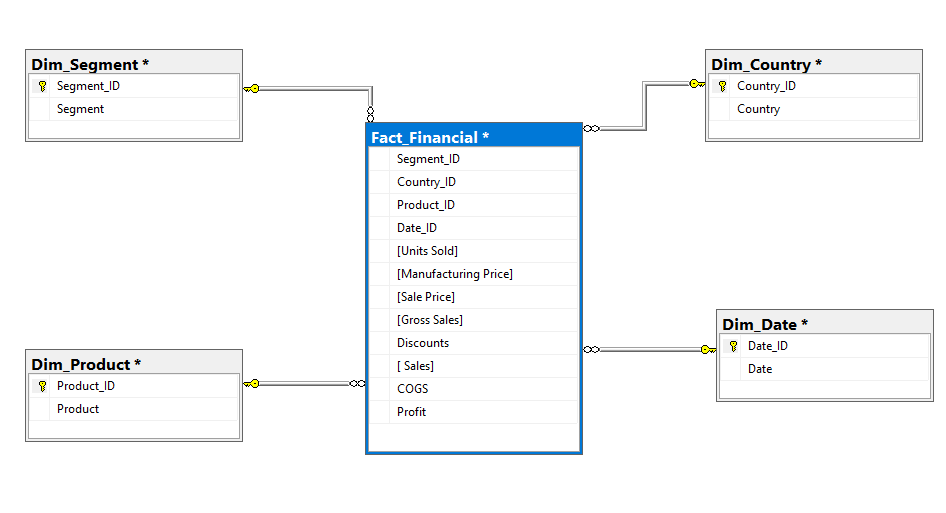 Dim_Segment *
Segment_ID
Segment
Dim_Country *
Country_ID
Country
Fact_Financial *
Segment_ID
Country_ID
Product_ID
Date_ID
[Units Sold]
[Manufacturing Price]
[Sale Price]
[Gross Sales]
Discounts
[ Sales]
COGS
Profit
Dim_Product *
Product_ID
Product
Dim_Date *
Date_ID
Date